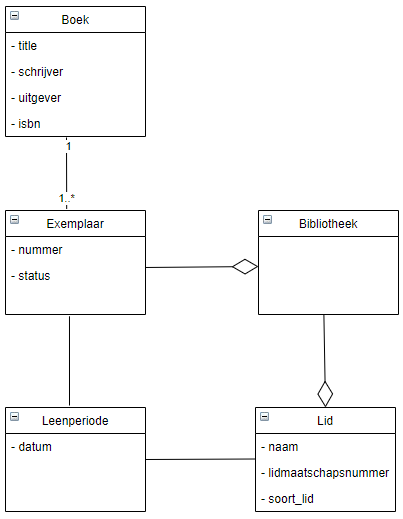 Boek
- title
- schrijver
- uitgever
- isbn
1
1..*
Exemplaar
- nummer
- status
Bibliotheek
Leenperiode
- datum
Lid
- naam
- lidmaatschapsnummer
- soort_lid